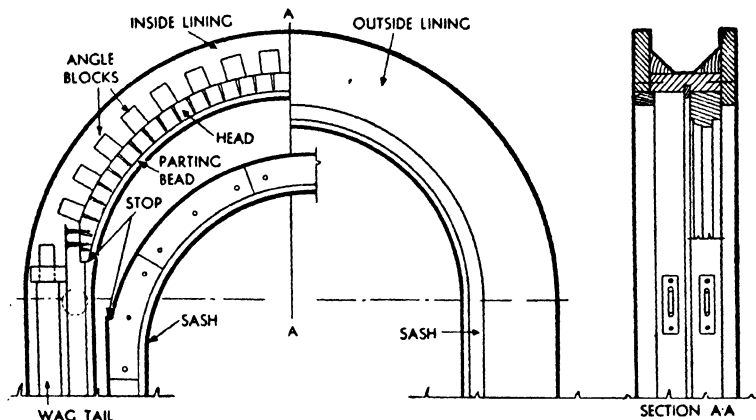 A
INSIDE LINING
OUTSIDE LINING
ANGLE
BLOCKS
HEAD
PARTING
BEAD
STOP
SASH
A
SASH
WAG TAIL
SECTION A·A